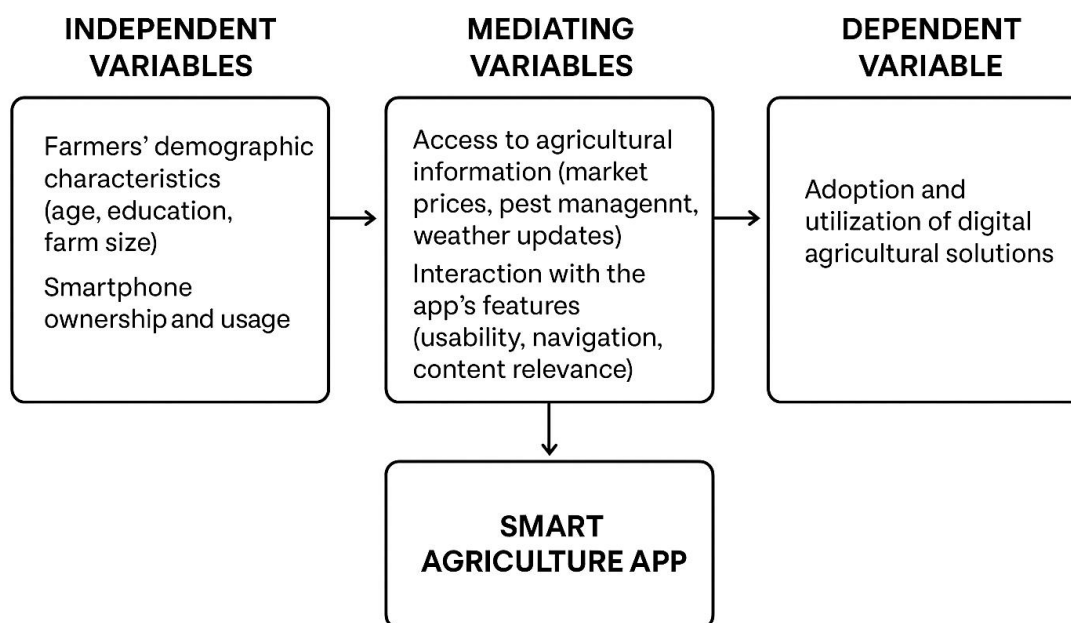 INDEPENDENT
VARIABLES
Farmers’ demographic
characteristics
(age, education,
farm size)
Smartphone
ownership and usage
MEDIATING
VARIABLES
Access to agricultural
information (market
prices, pest managennt,
weather updates)
Interaction with the
app’s features
(usability, navigation,
content relevance)
DEPENDENT
VARIABLE
Adoption and
utilization of digital
agricultural solutions
SMART
AGRICULTURE APP